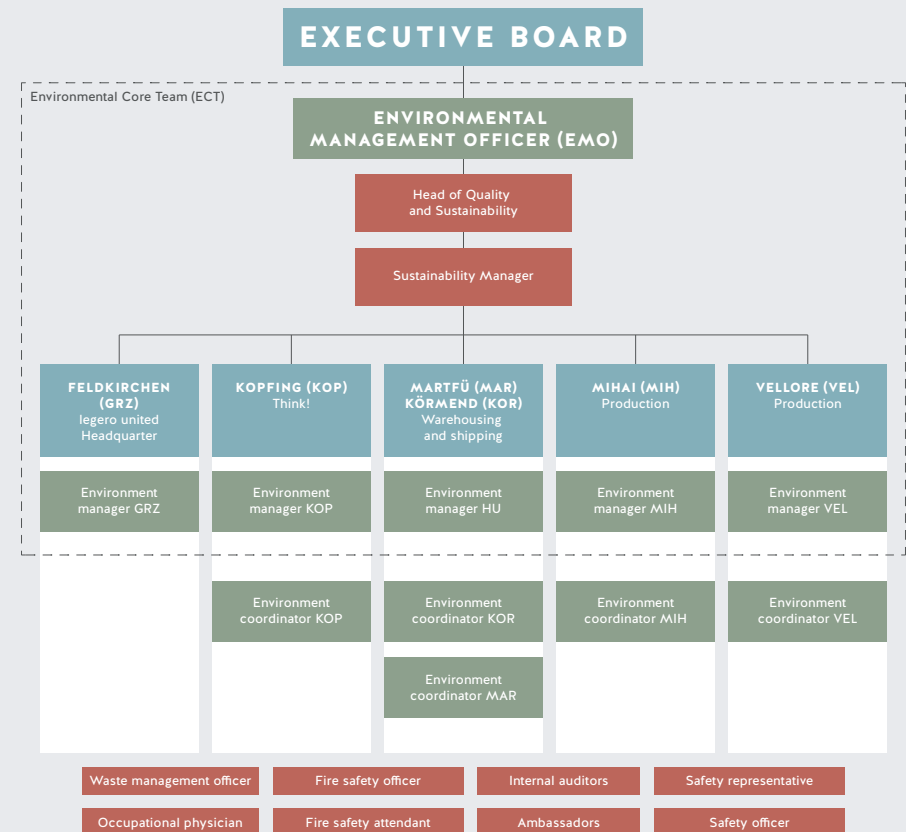 EXECUTIVE BOARD
Environmental Core Team (ECT)
ENVIRONMENTAL
MANAGEMENT OFFICER (EMO)
Head of Quality
and Sustainability
Sustainability Manager
FELDKIRCHEN
(GRZ)
legero united
Headquarter
KOPFING (KOP)
Think!
MARTFÜ (MAR)
KÖRMEND (KOR)
Warehousing
and shipping
MIHAI (MIH)
Production
VELLORE (VEL)
Production
Environment
manager GRZ
Environment
manager KOP
Environment
manager HU
Environment
manager MIH
Environment
manager VEL
Environment
coordinator KOP
Environment
coordinator KOR
Environment
coordinator MIH
Environment
coordinator VEL
Environment
coordinator MAR
Waste management officer
Fire safety officer
Internal auditors
Safety representative
Occupational physician
Fire safety attendant
Ambassadors
Safety officer